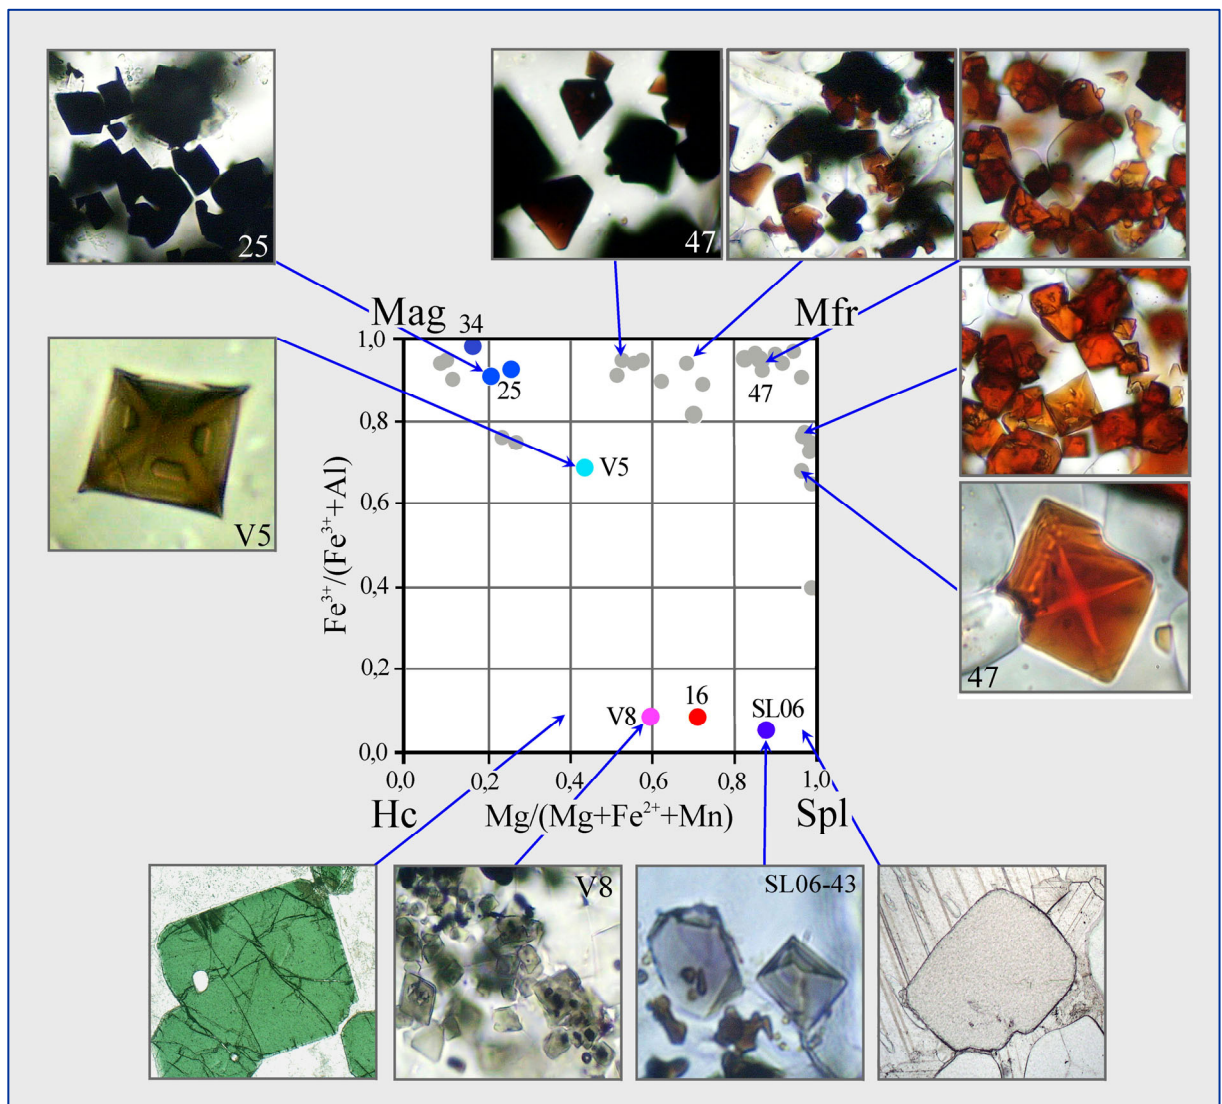 25
47
Mag
Mfr
34
1,0
25
47
0,8
V5
V5
0,6
Fe³⁺/(Fe³⁺+Al)
0,4
47
0,2
V8
16
SL06
0,0
0,0
0,2
0,4
0,6
0,8
1,0
Hc
Mg/(Mg+Fe²⁺+Mn)
Spl
V8
SL06-43